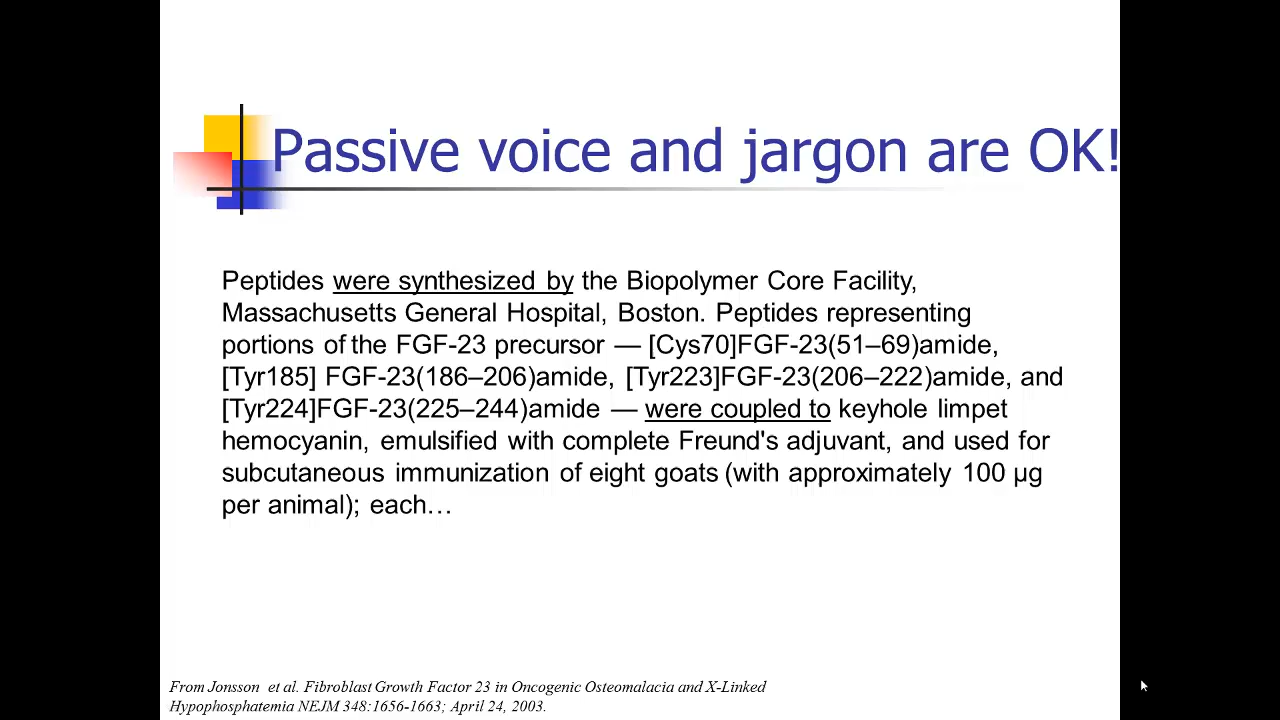 Passive voice and jargon are OK!
Peptides were synthesized by the Biopolymer Core Facility,
Massachusetts General Hospital, Boston. Peptides representing
portions of the FGF-23 precursor — [Cys70]FGF-23(51–69)amide,
[Tyr185] FGF-23(186–206)amide, [Tyr223]FGF-23(206–222)amide, and
[Tyr224]FGF-23(225–244)amide — were coupled to keyhole limpet
hemocyanin, emulsified with complete Freund's adjuvant, and used for
subcutaneous immunization of eight goats (with approximately 100 µg
per animal); each…
From Jonsson et al. Fibroblast Growth Factor 23 in Oncogenic Osteomalacia and X-Linked
Hypophosphatemia NEJM 348:1656-1663; April 24, 2003.